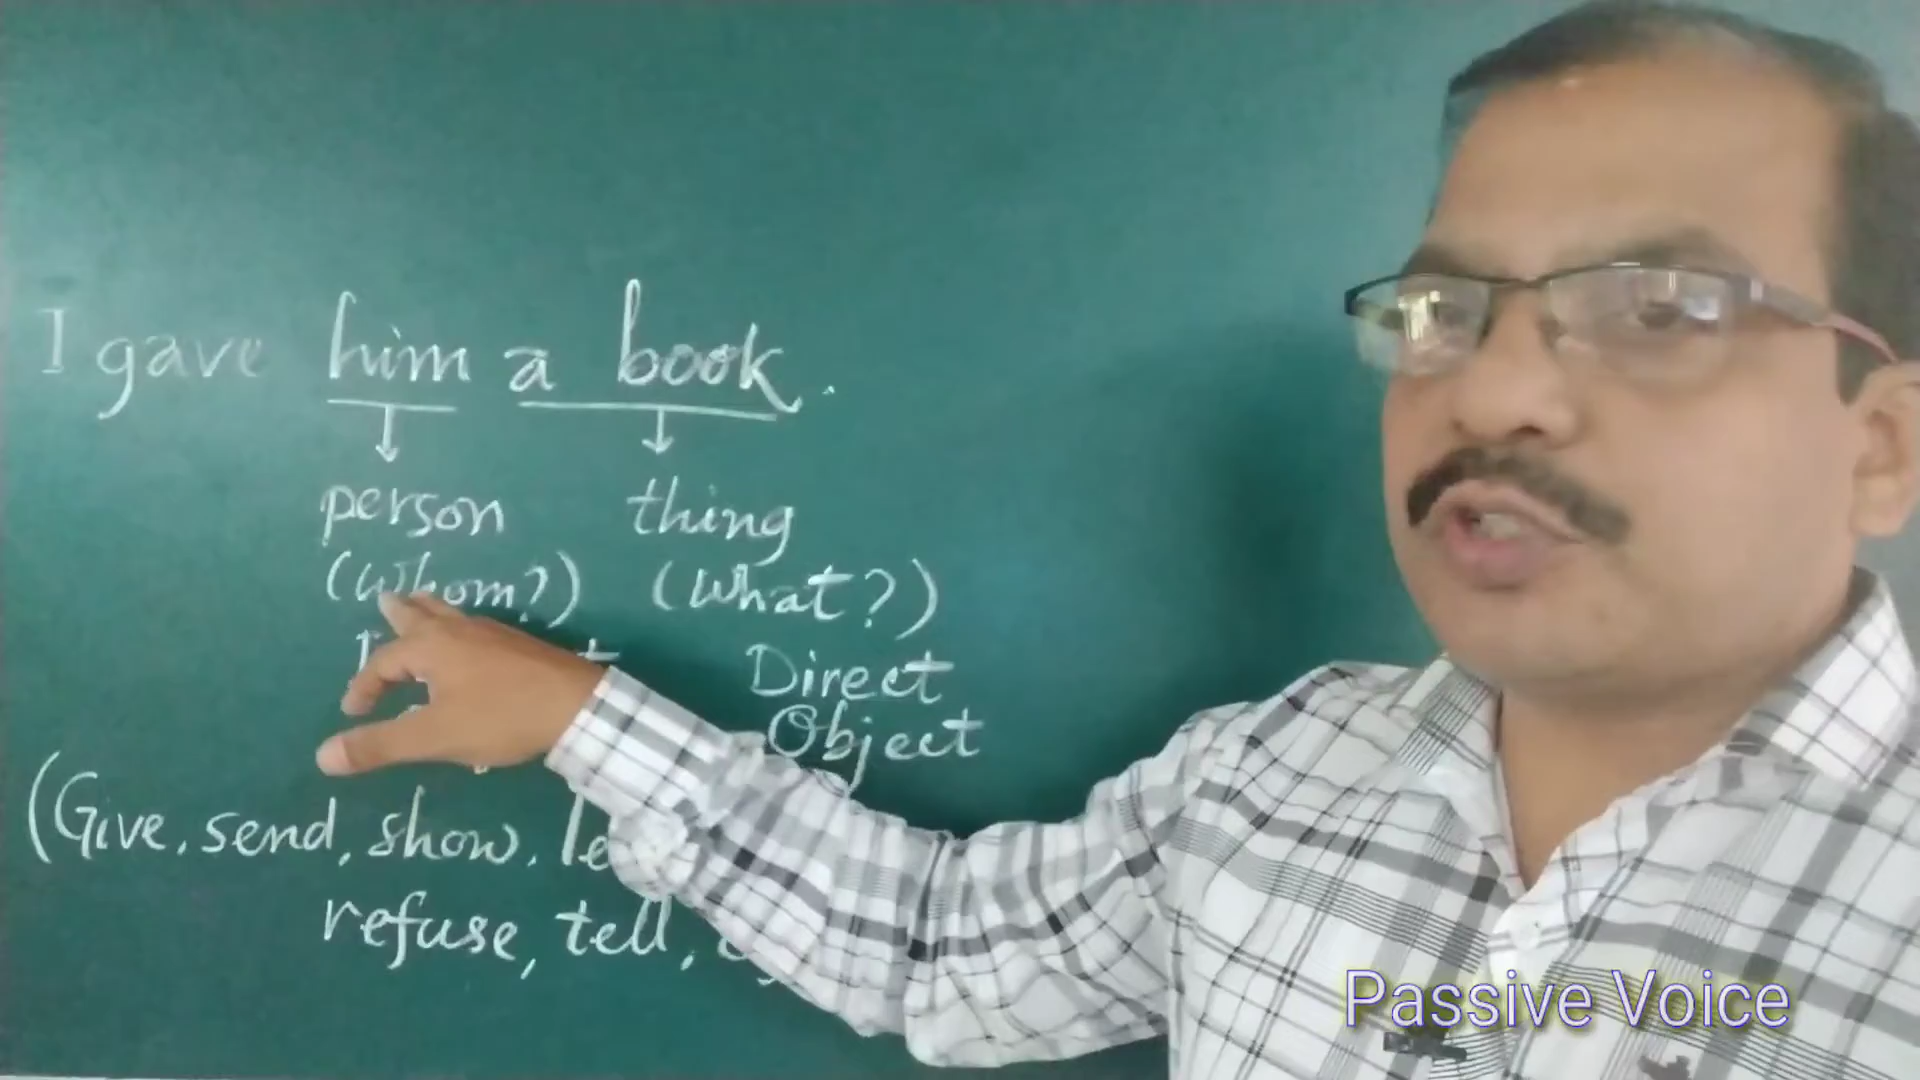 I gave him a book.
person thing
(Whom?) (What?)
Direct
Object
(Give, send, show,
refuse, tell,
Passive Voice